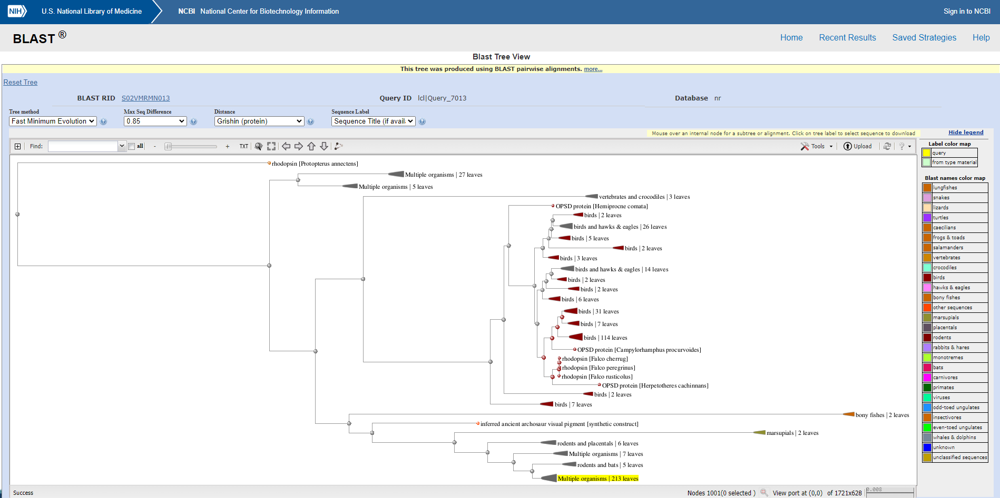 NIH U.S. National Library of Medicine NCBI National Center for Biotechnology Information Sign in to NCBI
BLAST ® Home Recent Results Saved Strategies Help
Blast Tree View
This tree was produced using BLAST pairwise alignments. more...
Reset Tree
BLAST RID S02VMRMN013 Query ID lcl|Query_7013 Database nr
Tree method Max Seq Difference Distance Sequence Label
Fast Minimum Evolution 0.85 Grishin (protein) Sequence Title (if avail
Mouse over an internal node for a subtree or alignment. Click on tree label to select sequence to download Hide legend
Find: all - + TXT Tools Upload ?
Label color map
query
from type material
Blast names color map
lungfishes
snakes
lizards
turtles
caecilians
frogs & toads
salamanders
vertebrates
crocodiles
birds
hawks & eagles
bony fishes
other sequences
marsupials
placentals
rodents
rabbits & hares
monotremes
bats
carnivores
primates
viruses
odd-toed ungulates
insectivores
even-toed ungulates
whales & dolphins
unknown
unclassified sequences
rhodopsin [Protopterus annectens]
Multiple organisms | 27 leaves
Multiple organisms | 5 leaves
vertebrates and crocodiles | 3 leaves
OPSD protein [Hemiprocne comata]
birds | 2 leaves
birds and hawks & eagles | 26 leaves
birds | 5 leaves
birds | 2 leaves
birds | 3 leaves
birds and hawks & eagles | 14 leaves
birds | 2 leaves
birds | 2 leaves
birds | 6 leaves
birds | 31 leaves
birds | 7 leaves
birds | 114 leaves
OPSD protein [Campylorhamphus procurvoides]
rhodopsin [Falco cherrug]
rhodopsin [Falco peregrinus]
rhodopsin [Falco rusticolus]
OPSD protein [Herpetotheres cachinnans]
birds | 2 leaves
birds | 7 leaves
bony fishes | 2 leaves
inferred ancient archosaur visual pigment [synthetic construct]
marsupials | 2 leaves
rodents and placentals | 6 leaves
Multiple organisms | 7 leaves
rodents and bats | 5 leaves
Multiple organisms | 213 leaves
Success Nodes 1001(0 selected ) View port at (0,0) of 1721x628 0.008